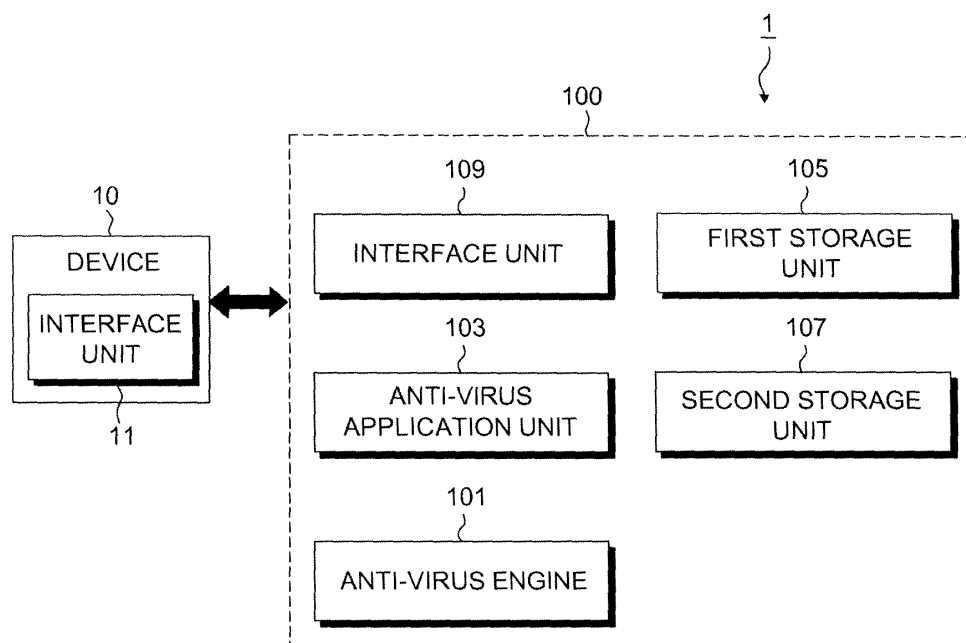 1
100
109
105
10
DEVICE
INTERFACE UNIT
FIRST STORAGE
UNIT
INTERFACE
UNIT
103
107
11
ANTI-VIRUS
APPLICATION UNIT
SECOND STORAGE
UNIT
101
ANTI-VIRUS ENGINE